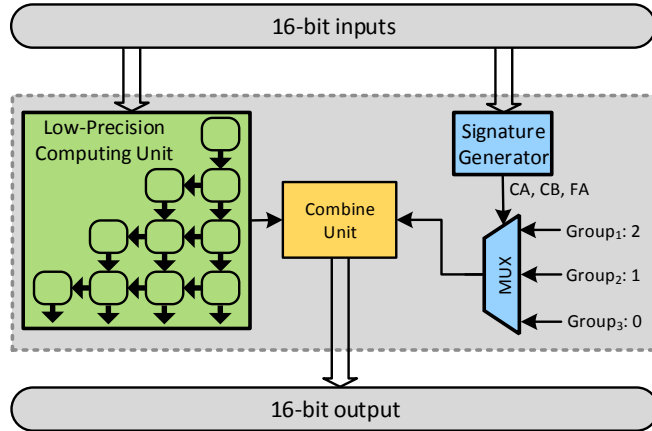 16-bit inputs
Low-Precision
Computing Unit
Signature
Generator
CA, CB, FA
Combine
Unit
MUX
Group₁: 2
Group₂: 1
Group₃: 0
16-bit output